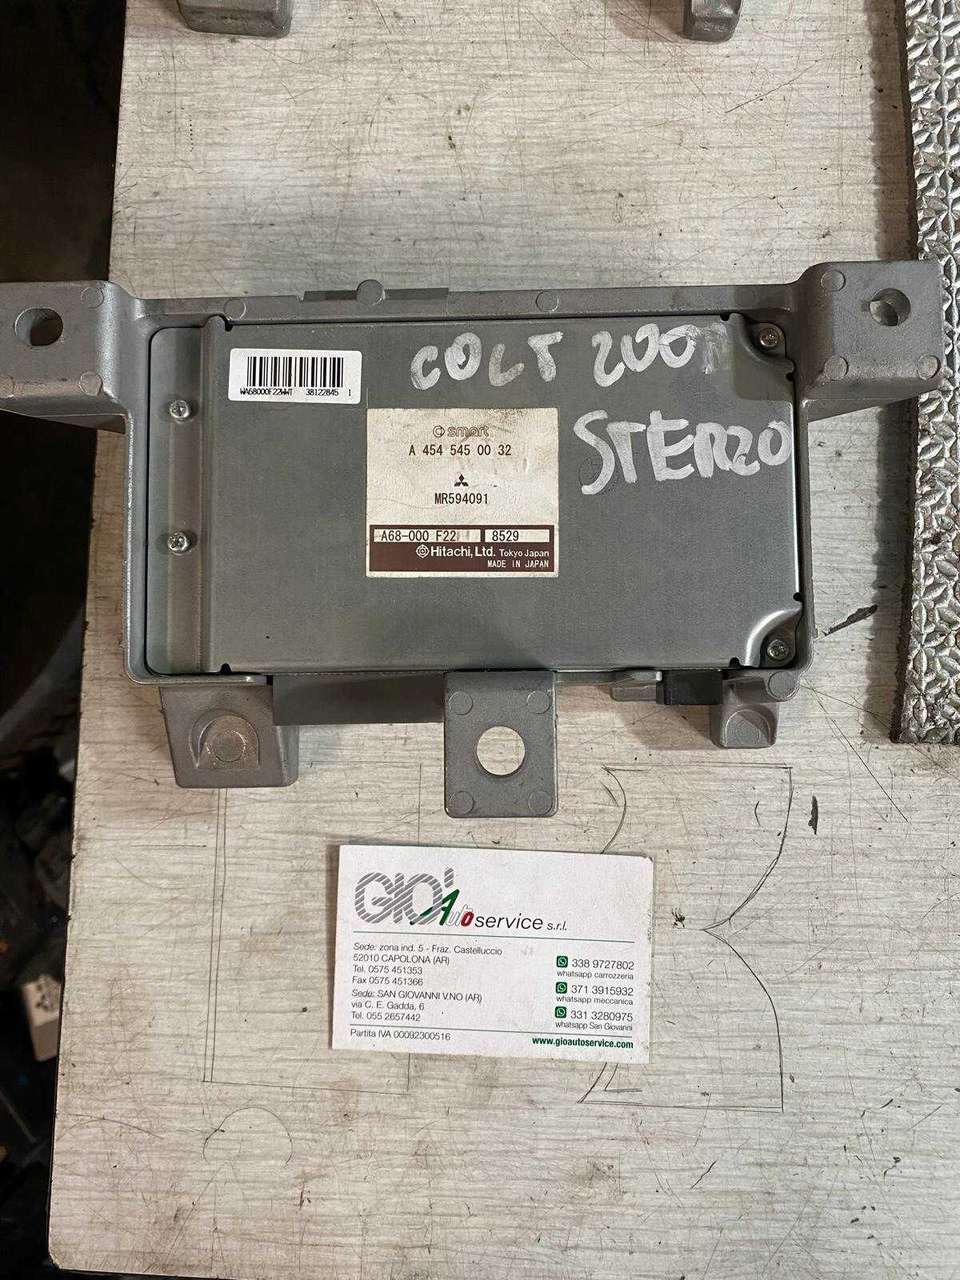 COLT 200
STERZO
WA68000F22WWT 38122845 1
smart
A 454 545 00 32
MR594091
A68-000 F22 8529
Hitachi, Ltd. Tokyo Japan
MADE IN JAPAN
GIO' Autoservice s.r.l.
Sede: zona ind. 5 - Fraz. Castelluccio
52010 CAPOLONA (AR)
Tel. 0575 451353
Fax 0575 451366
Sede: SAN GIOVANNI V.NO (AR)
via C. E. Gadda, 6
Tel. 055 2657442
Partita IVA 00092300516
338 9727802
whatsapp carrozzeria
371 3915932
whatsapp meccanica
331 3280975
whatsapp San Giovanni
www.gioautoservice.com